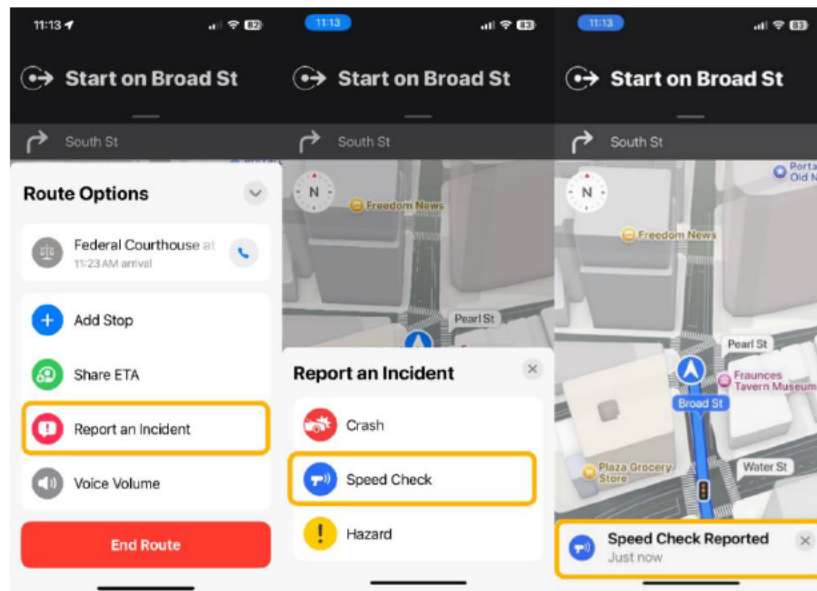 11:13
82
Start on Broad St
South St
Route Options
Federal Courthouse at
11:23 AM arrival
Add Stop
Share ETA
Report an Incident
Voice Volume
End Route
11:13
83
Start on Broad St
South St
N
Freedom News
Pearl St
Report an Incident
Crash
Speed Check
Hazard
11:13
83
Start on Broad St
South St
Porta
Old N
N
Freedom News
Pearl St
Fraunces
Tavern Museum
Broad St
Plaza Grocery
Store
Water St
Speed Check Reported
Just now